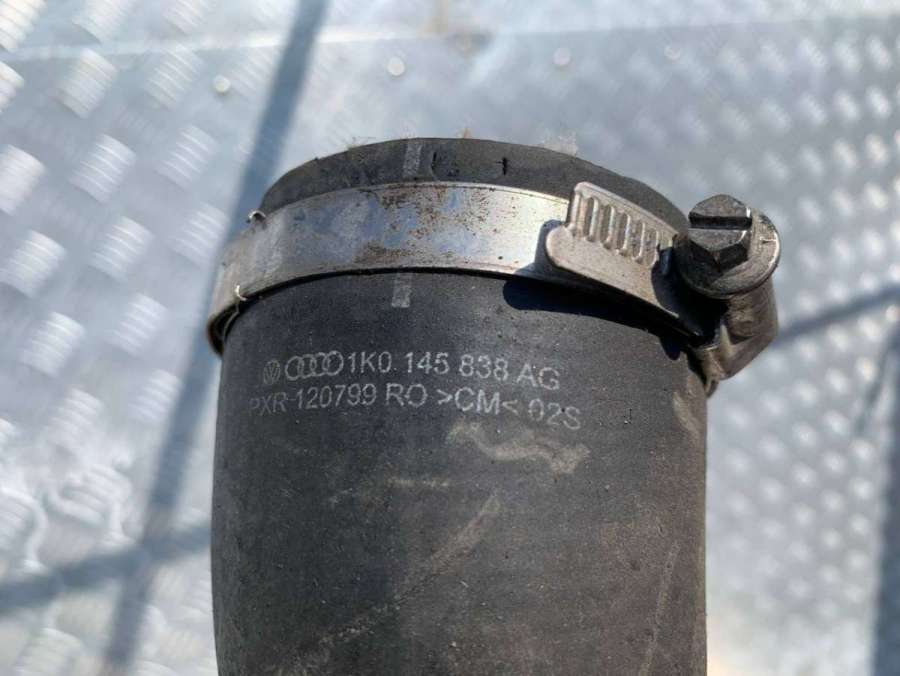 1K0 145 838 AG
PXR-120799 RO >CM< 02S